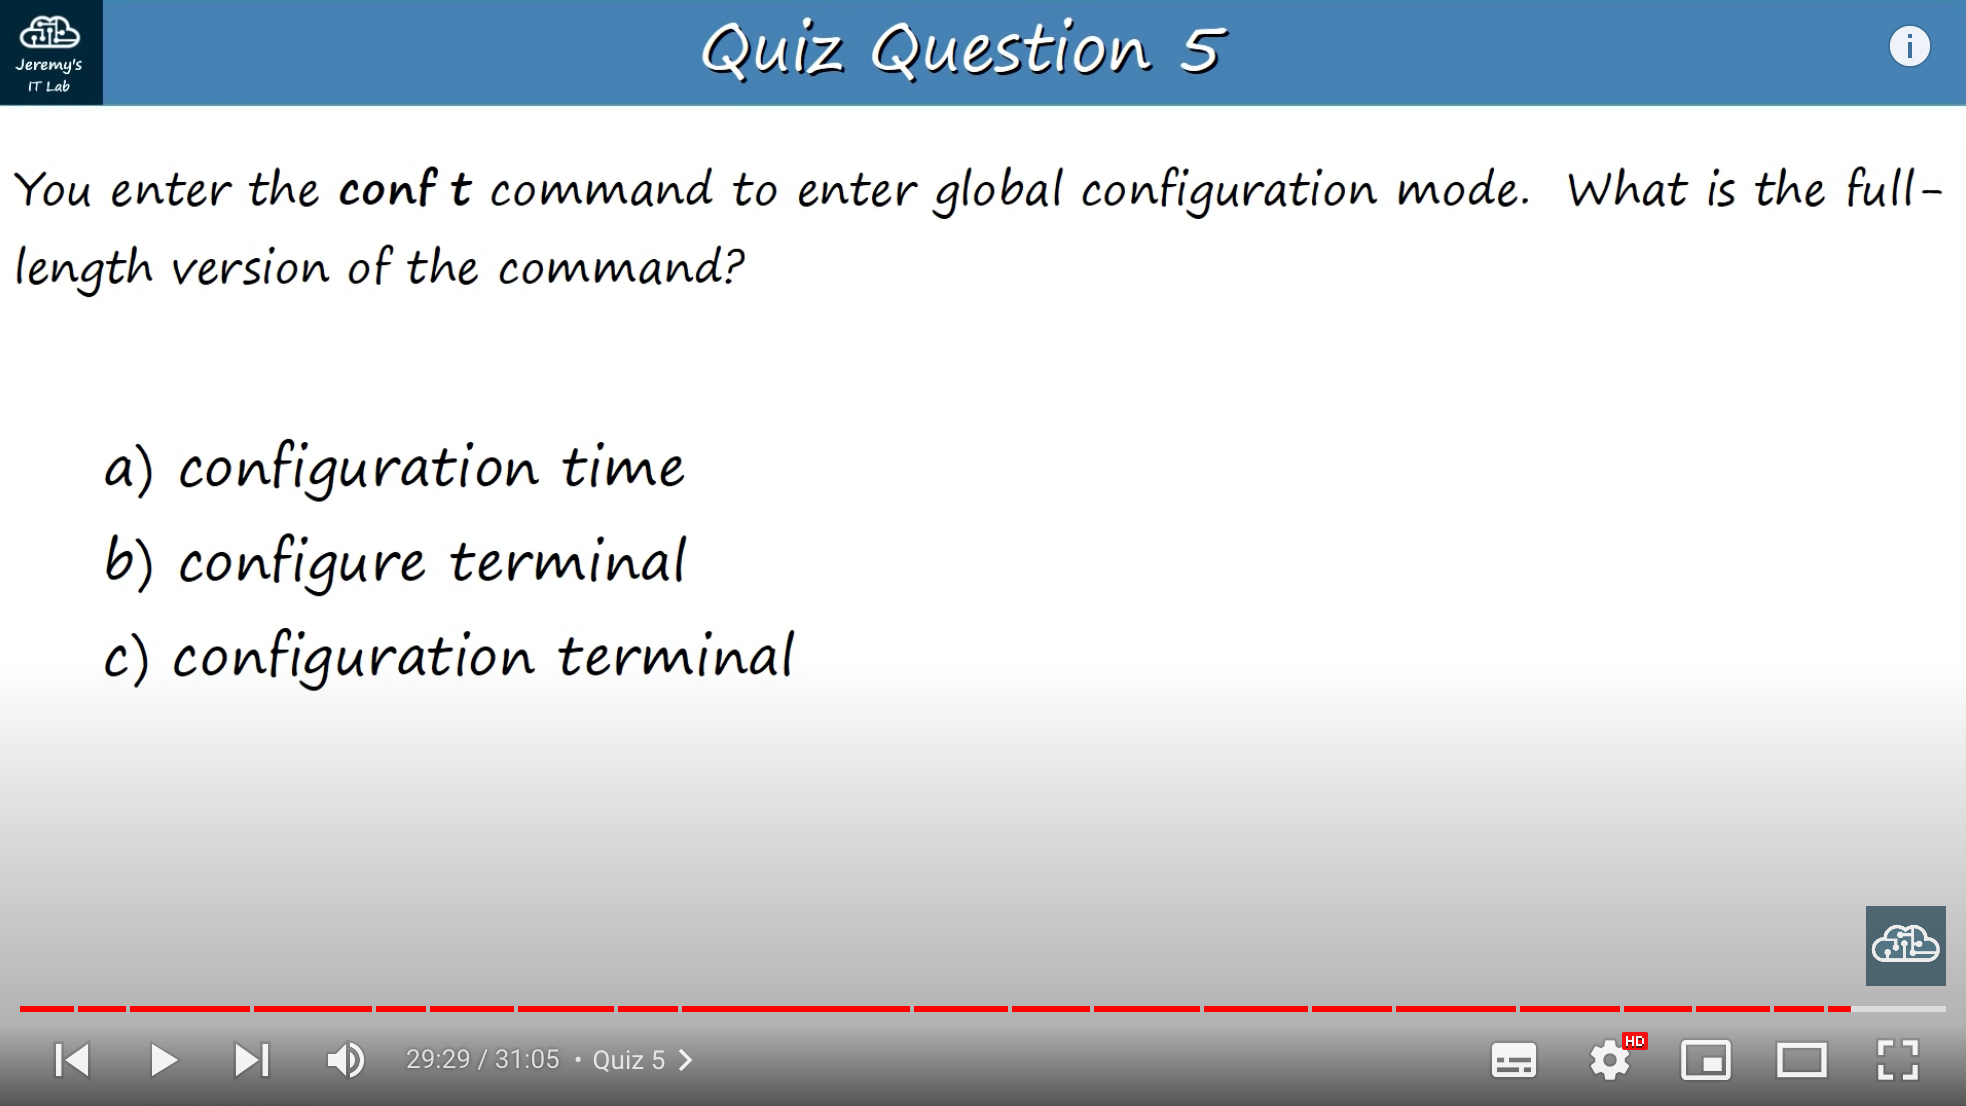 Jeremy's
IT Lab
Quiz Question 5
You enter the conf t command to enter global configuration mode. What is the full-
length version of the command?
a) configuration time
b) configure terminal
c) configuration terminal
29:29 / 31:05 • Quiz 5
HD